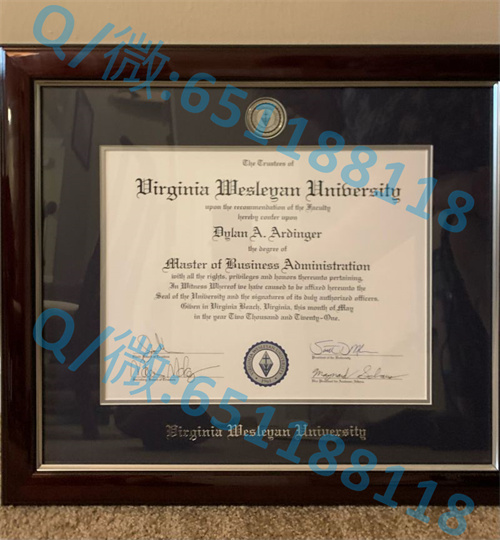 Q/微:651188118
The Trustees of
Virginia Wesleyan University
upon the recommendation of the Faculty
hereby confer upon
Dylan A. Ardinger
the degree of
Master of Business Administration
with all the rights, privileges and honors thereunto pertaining.
In Witness Whereof we have caused to be affixed hereunto the
Seal of the University and the signatures of its duly authorized officers.
Given in Virginia Beach, Virginia, this month of May
in the year Two Thousand and Twenty-One.
Q/微:651188118
Virginia Wesleyan University